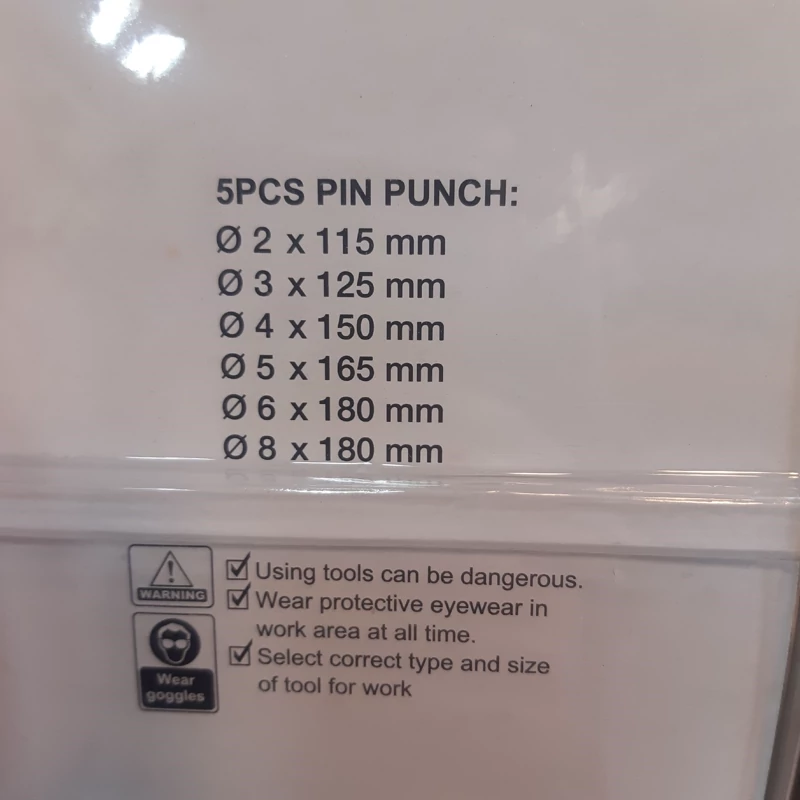 5PCS PIN PUNCH:
Ø 2 x 115 mm
Ø 3 x 125 mm
Ø 4 x 150 mm
Ø 5 x 165 mm
Ø 6 x 180 mm
Ø 8 x 180 mm
WARNING
Using tools can be dangerous.
Wear protective eyewear in
work area at all time.
Wear
goggles
Select correct type and size
of tool for work